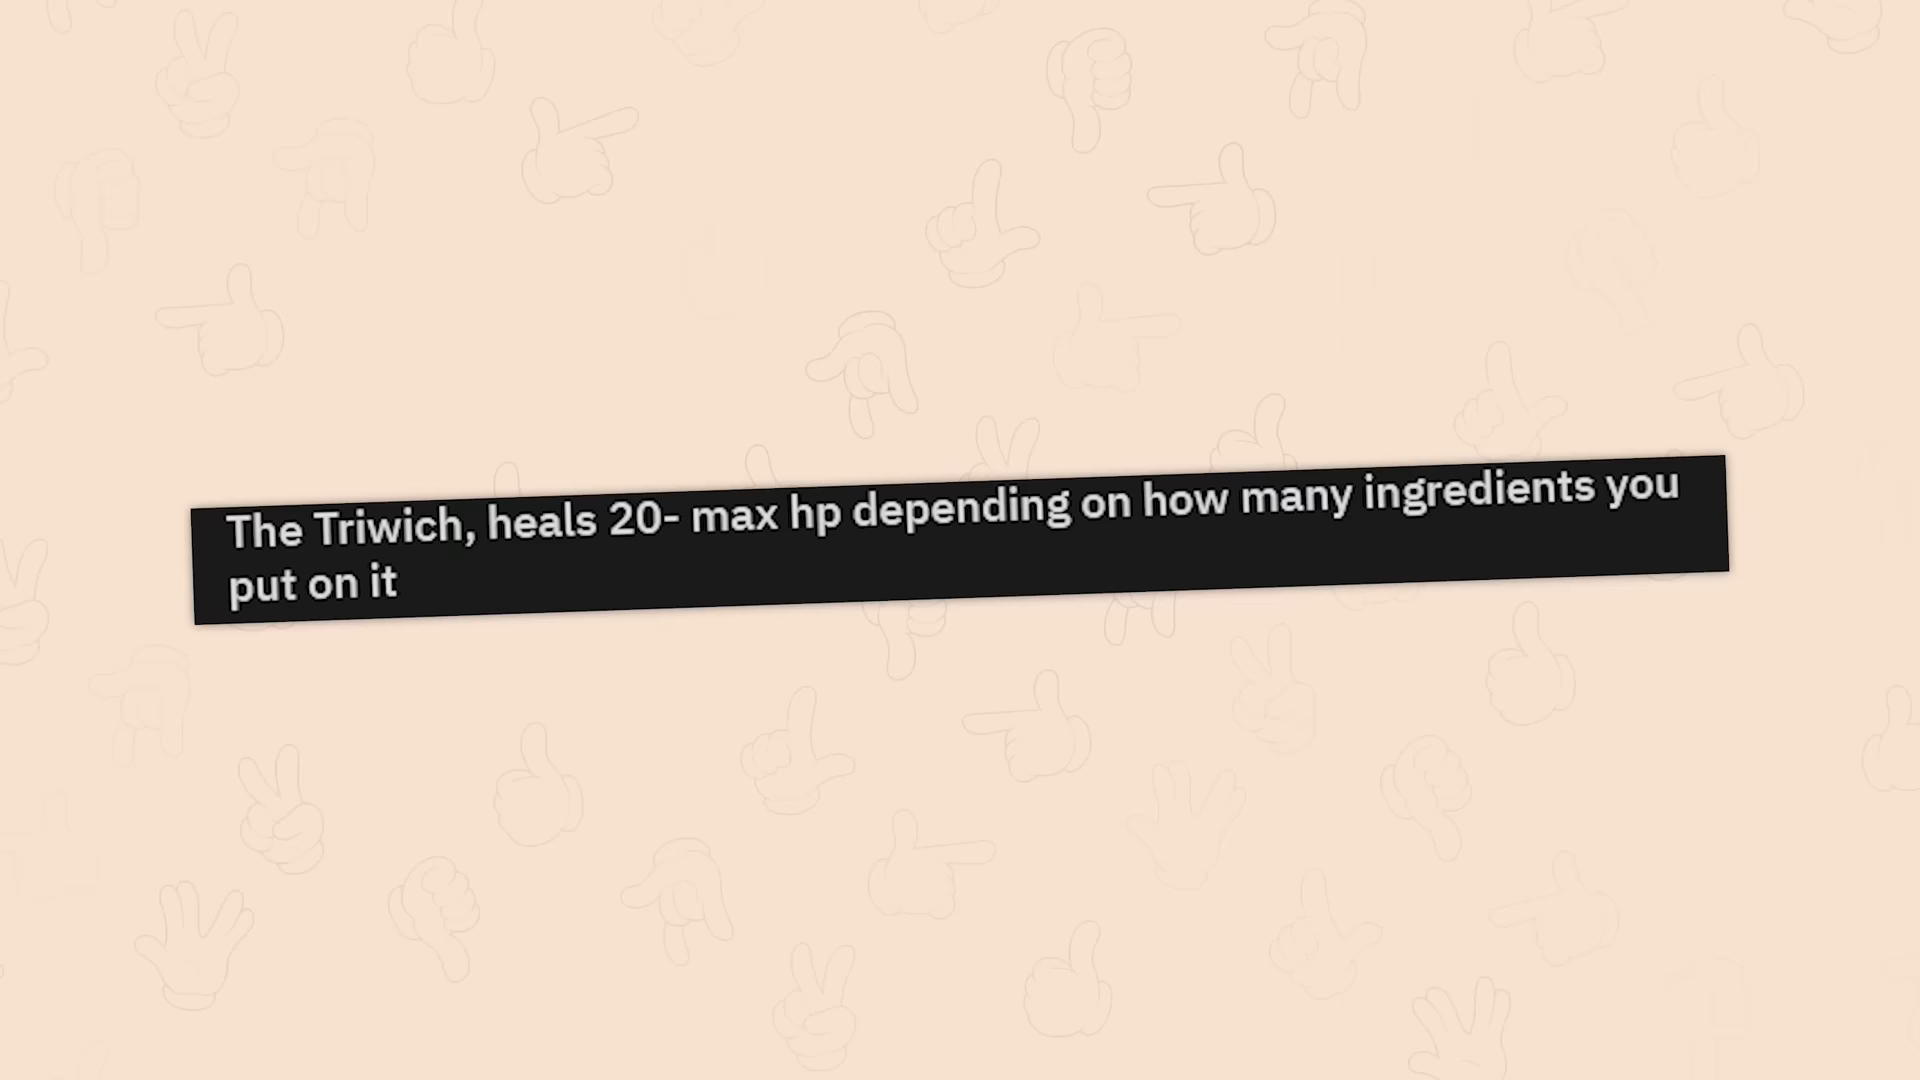 The Triwich, heals 20- max hp depending on how many ingredients you
put on it